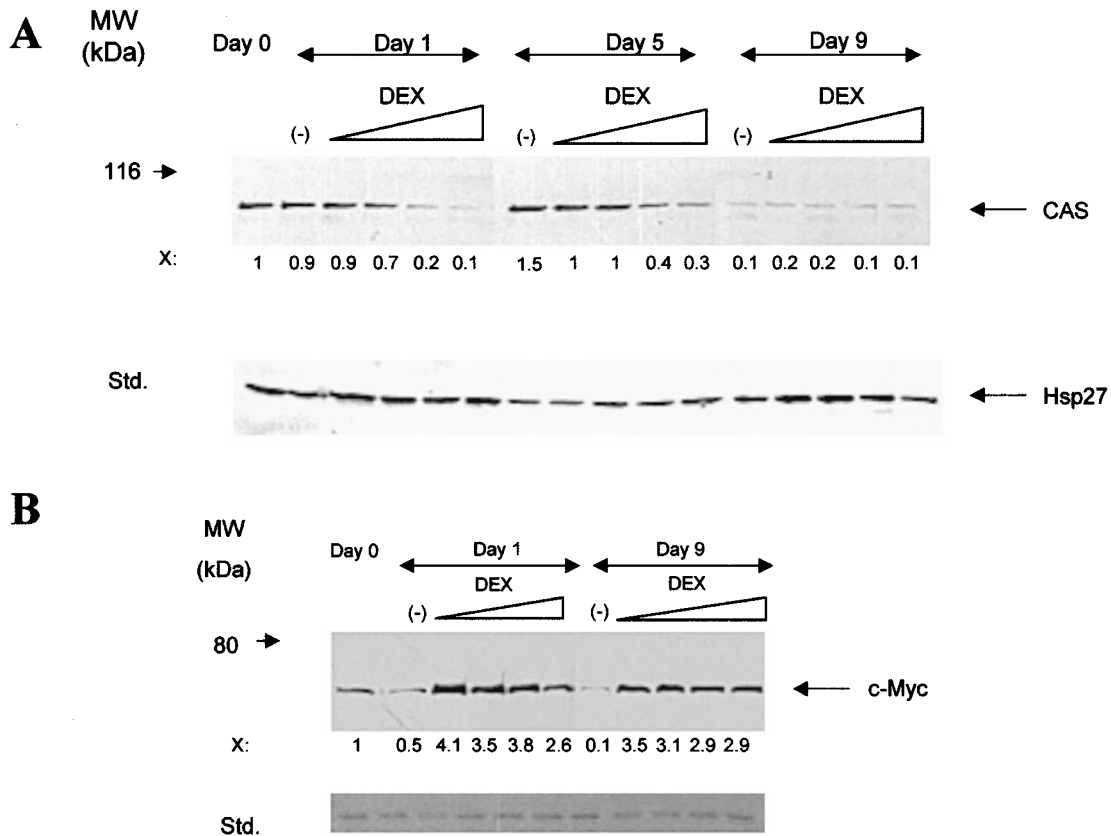 A
MW
(kDa)
Day 0
Day 1
Day 5
Day 9
DEX
DEX
DEX
(-)
(-)
(-)
116
CAS
X:
1 0.9 0.9 0.7 0.2 0.1 1.5 1 1 0.4 0.3 0.1 0.2 0.2 0.1 0.1
Std.
Hsp27
B
MW
(kDa)
Day 0
Day 1
Day 9
DEX
DEX
(-)
(-)
80
c-Myc
X:
1 0.5 4.1 3.5 3.8 2.6 0.1 3.5 3.1 2.9 2.9
Std.